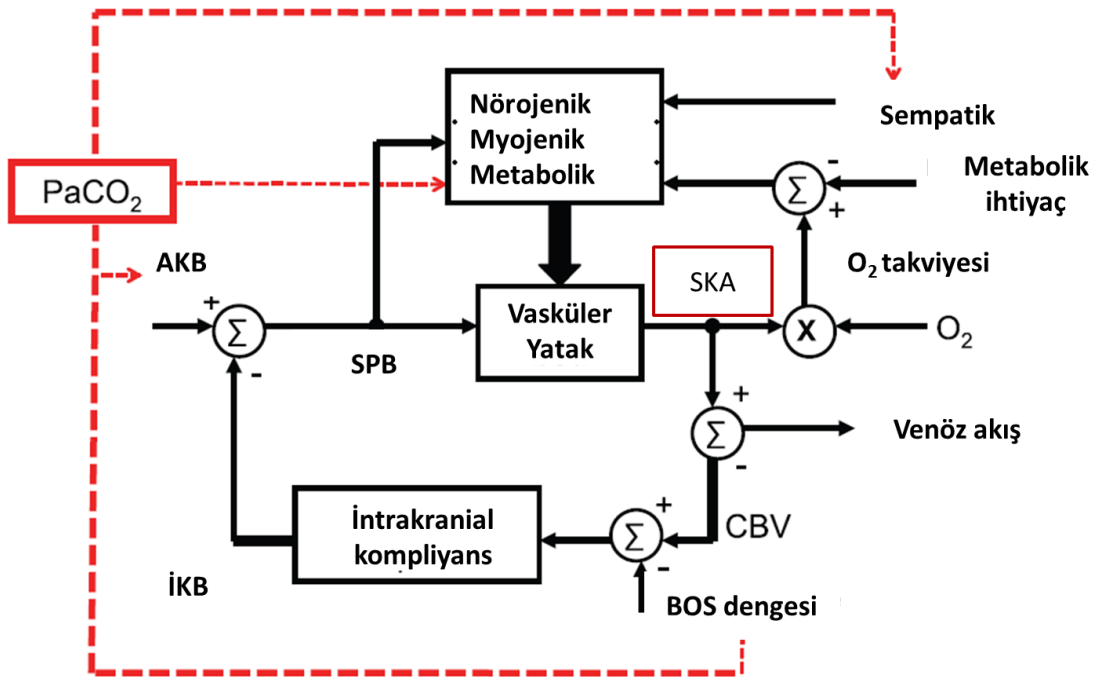 Nörojenik
Myojenik
Metabolik
Sempatik
PaCO₂
-
Σ
+
Metabolik
ihtiyaç
AKB
SKA
O₂ takviyesi
+
Σ
-
SPB
Vasküler
Yatak
X
O₂
+
Σ
-
Venöz akış
CBV
İntrakranial
kompliyans
+
Σ
-
İKB
BOS dengesi